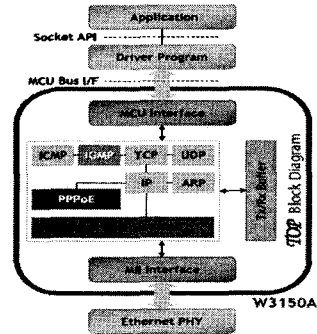 Application
Socket API
Driver Program
MCU Bus I/F
MCU Interface
ICMP IGMP TCP UDP
IP ARP
PPPoE
Tx/Rx Buffer
TOP Block Diagram
MII Interface
W3150A
Ethernet PHY